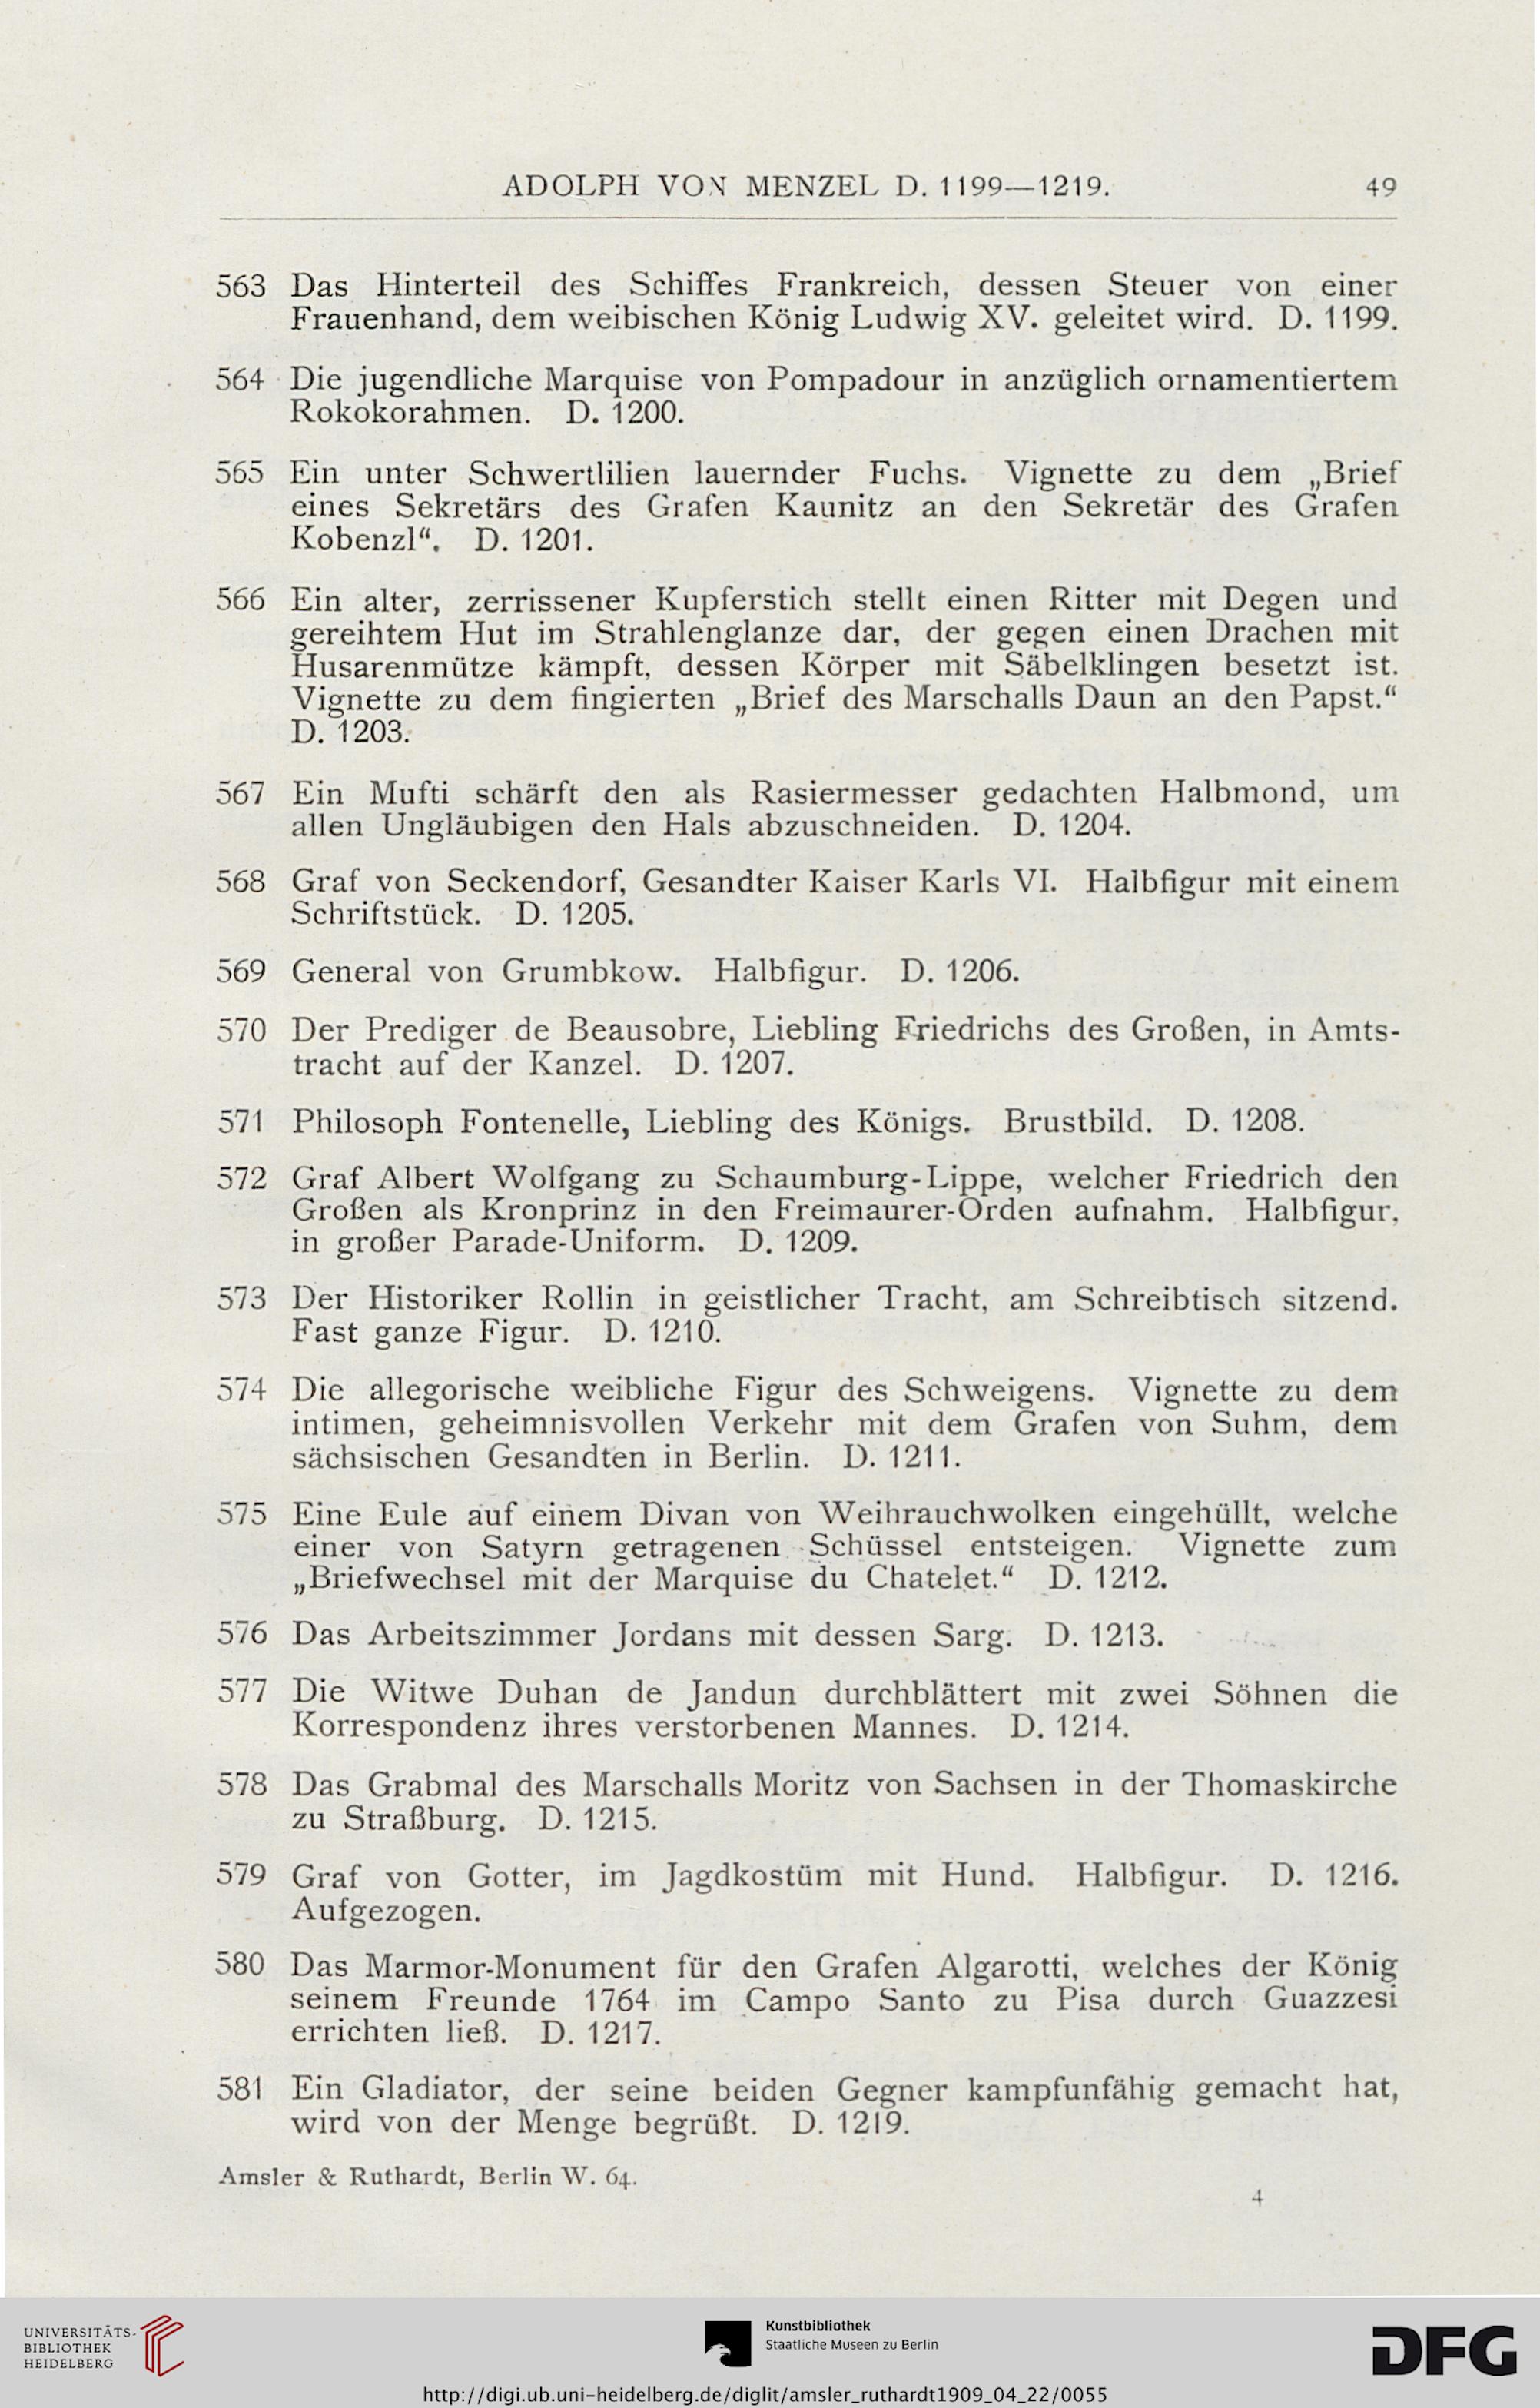 ADOLPH VON MENZEL D. 1199—1219. 49
563 Das Hinterteil des Schiffes Frankreich, dessen Steuer von einer
Frauenhand, dem weibischen König Ludwig XV. geleitet wird. D. 1199.
564 Die jugendliche Marquise von Pompadour in anzüglich ornamentiertem
Rokokorahmen. D. 1200.
565 Ein unter Schwertlilien lauernder Fuchs. Vignette zu dem „Brief
eines Sekretärs des Grafen Kaunitz an den Sekretär des Grafen
Kobenzl“. D. 1201.
566 Ein alter, zerrissener Kupferstich stellt einen Ritter mit Degen und
gereihtem Hut im Strahlenglanze dar, der gegen einen Drachen mit
Husarenmütze kämpft, dessen Körper mit Säbelklingen besetzt ist.
Vignette zu dem fingierten „Brief des Marschalls Daun an den Papst.“
D. 1203.
567 Ein Mufti schärft den als Rasiermesser gedachten Halbmond, um
allen Ungläubigen den Hals abzuschneiden. D. 1204.
568 Graf von Seckendorf, Gesandter Kaiser Karls VI. Halbfigur mit einem
Schriftstück. D. 1205.
569 General von Grumbkow. Halbfigur. D. 1206.
570 Der Prediger de Beausobre, Liebling Friedrichs des Großen, in Amts-
tracht auf der Kanzel. D. 1207.
571 Philosoph Fontenelle, Liebling des Königs. Brustbild. D. 1208.
572 Graf Albert Wolfgang zu Schaumburg-Lippe, welcher Friedrich den
Großen als Kronprinz in den Freimaurer-Orden aufnahm. Halbfigur,
in großer Parade-Uniform. D. 1209.
573 Der Historiker Rollin in geistlicher Tracht, am Schreibtisch sitzend.
Fast ganze Figur. D. 1210.
574 Die allegorische weibliche Figur des Schweigens. Vignette zu dem
intimen, geheimnisvollen Verkehr mit dem Grafen von Suhm, dem
sächsischen Gesandten in Berlin. D. 1211.
575 Eine Eule auf einem Divan von Weihrauchwolken eingehüllt, welche
einer von Satyrn getragenen Schüssel entsteigen. Vignette zum
„Briefwechsel mit der Marquise du Chatelet.“ D. 1212.
576 Das Arbeitszimmer Jordans mit dessen Sarg. D. 1213.
577 Die Witwe Duhan de Jandun durchblättert mit zwei Söhnen die
Korrespondenz ihres verstorbenen Mannes. D. 1214.
578 Das Grabmal des Marschalls Moritz von Sachsen in der Thomaskirche
zu Straßburg. D. 1215.
579 Graf von Gotter, im Jagdkostüm mit Hund. Halbfigur. D. 1216.
Aufgezogen.
580 Das Marmor-Monument für den Grafen Algarotti, welches der König
seinem Freunde 1764 im Campo Santo zu Pisa durch Guazzesi
errichten ließ. D. 1217.
581 Ein Gladiator, der seine beiden Gegner kampfunfähig gemacht hat,
wird von der Menge begrüßt. D. 1219.
Amsler & Ruthardt, Berlin W. 64.
4
UNIVERSITÄTS-
BIBLIOTHEK
HEIDELBERG
Kunstbibliothek
Staatliche Museen zu Berlin
DFG
http://digi.ub.uni-heidelberg.de/diglit/amsler_ruthardt1909_04_22/0055